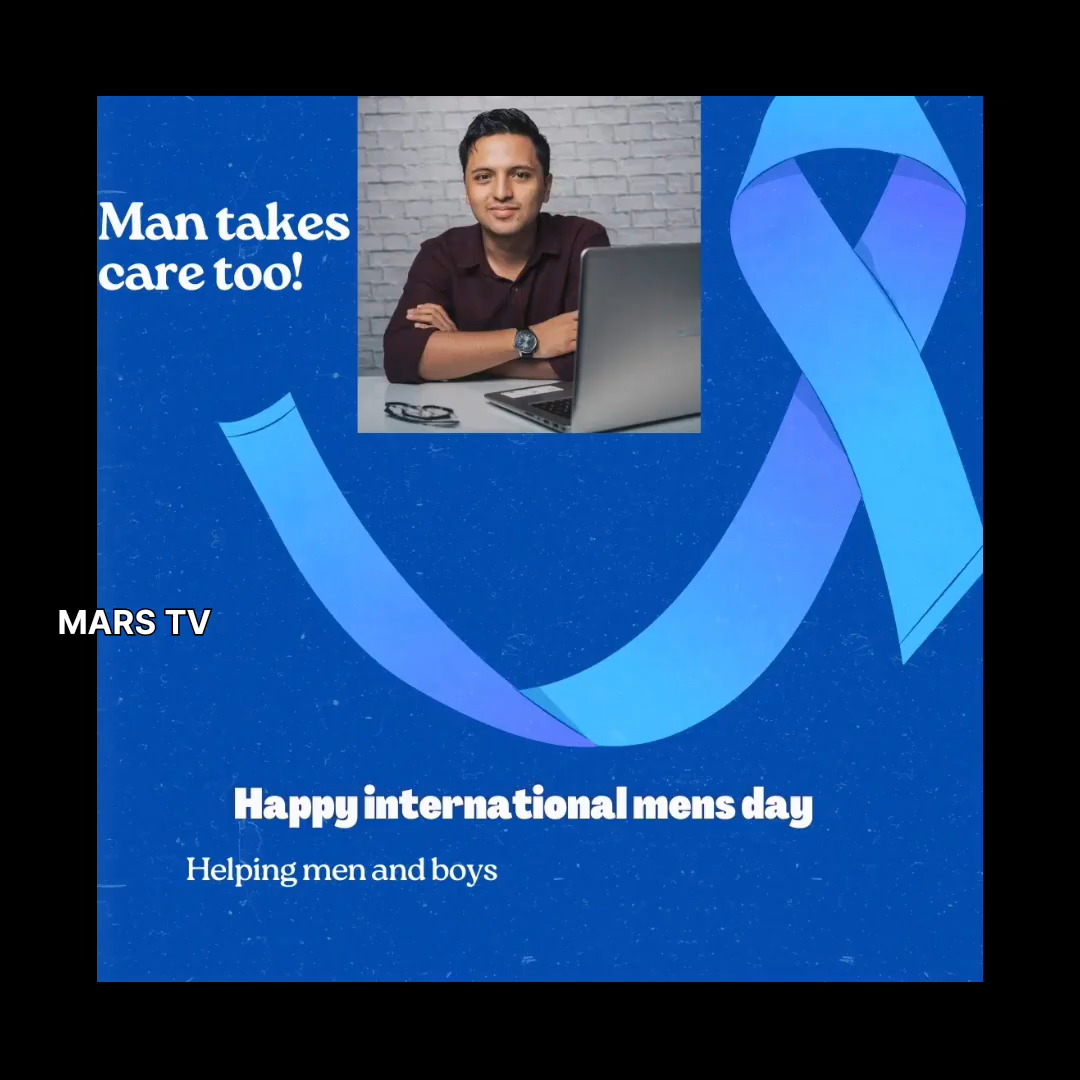 Man takes
care too!
MARS TV
Happy international mens day
Helping men and boys